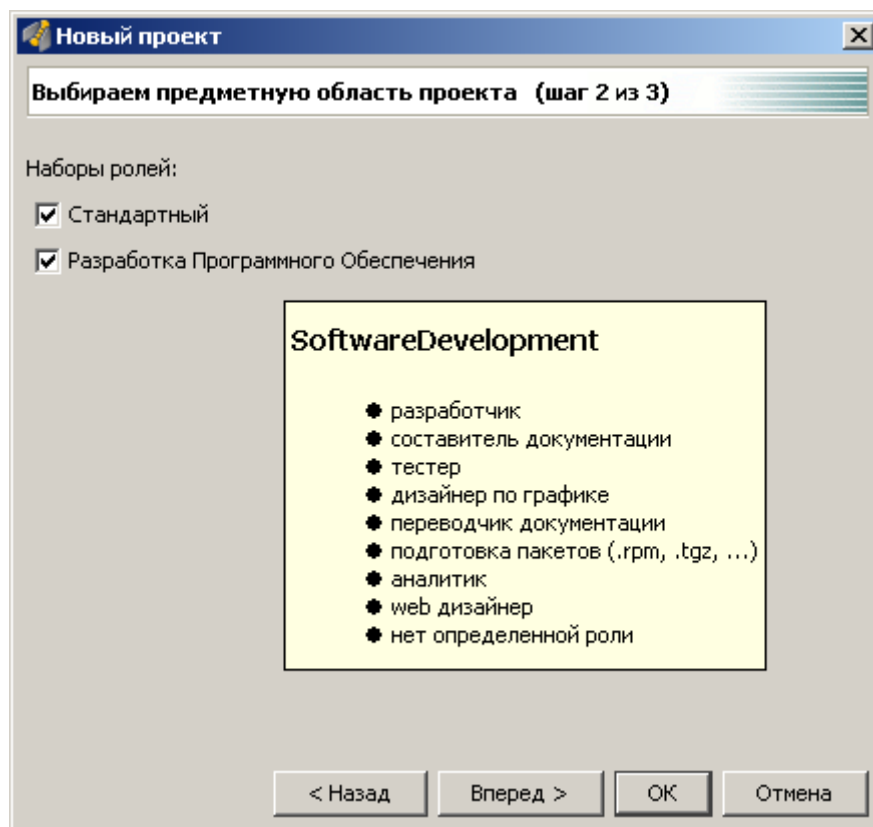 Новый проект
Выбираем предметную область проекта (шаг 2 из 3)
Наборы ролей:
Стандартный
Разработка Программного Обеспечения
SoftwareDevelopment
разработчик
составитель документации
тестер
дизайнер по графике
переводчик документации
подготовка пакетов (.rpm, .tgz, ...)
аналитик
web дизайнер
нет определенной роли
< Назад Вперед > OK Отмена